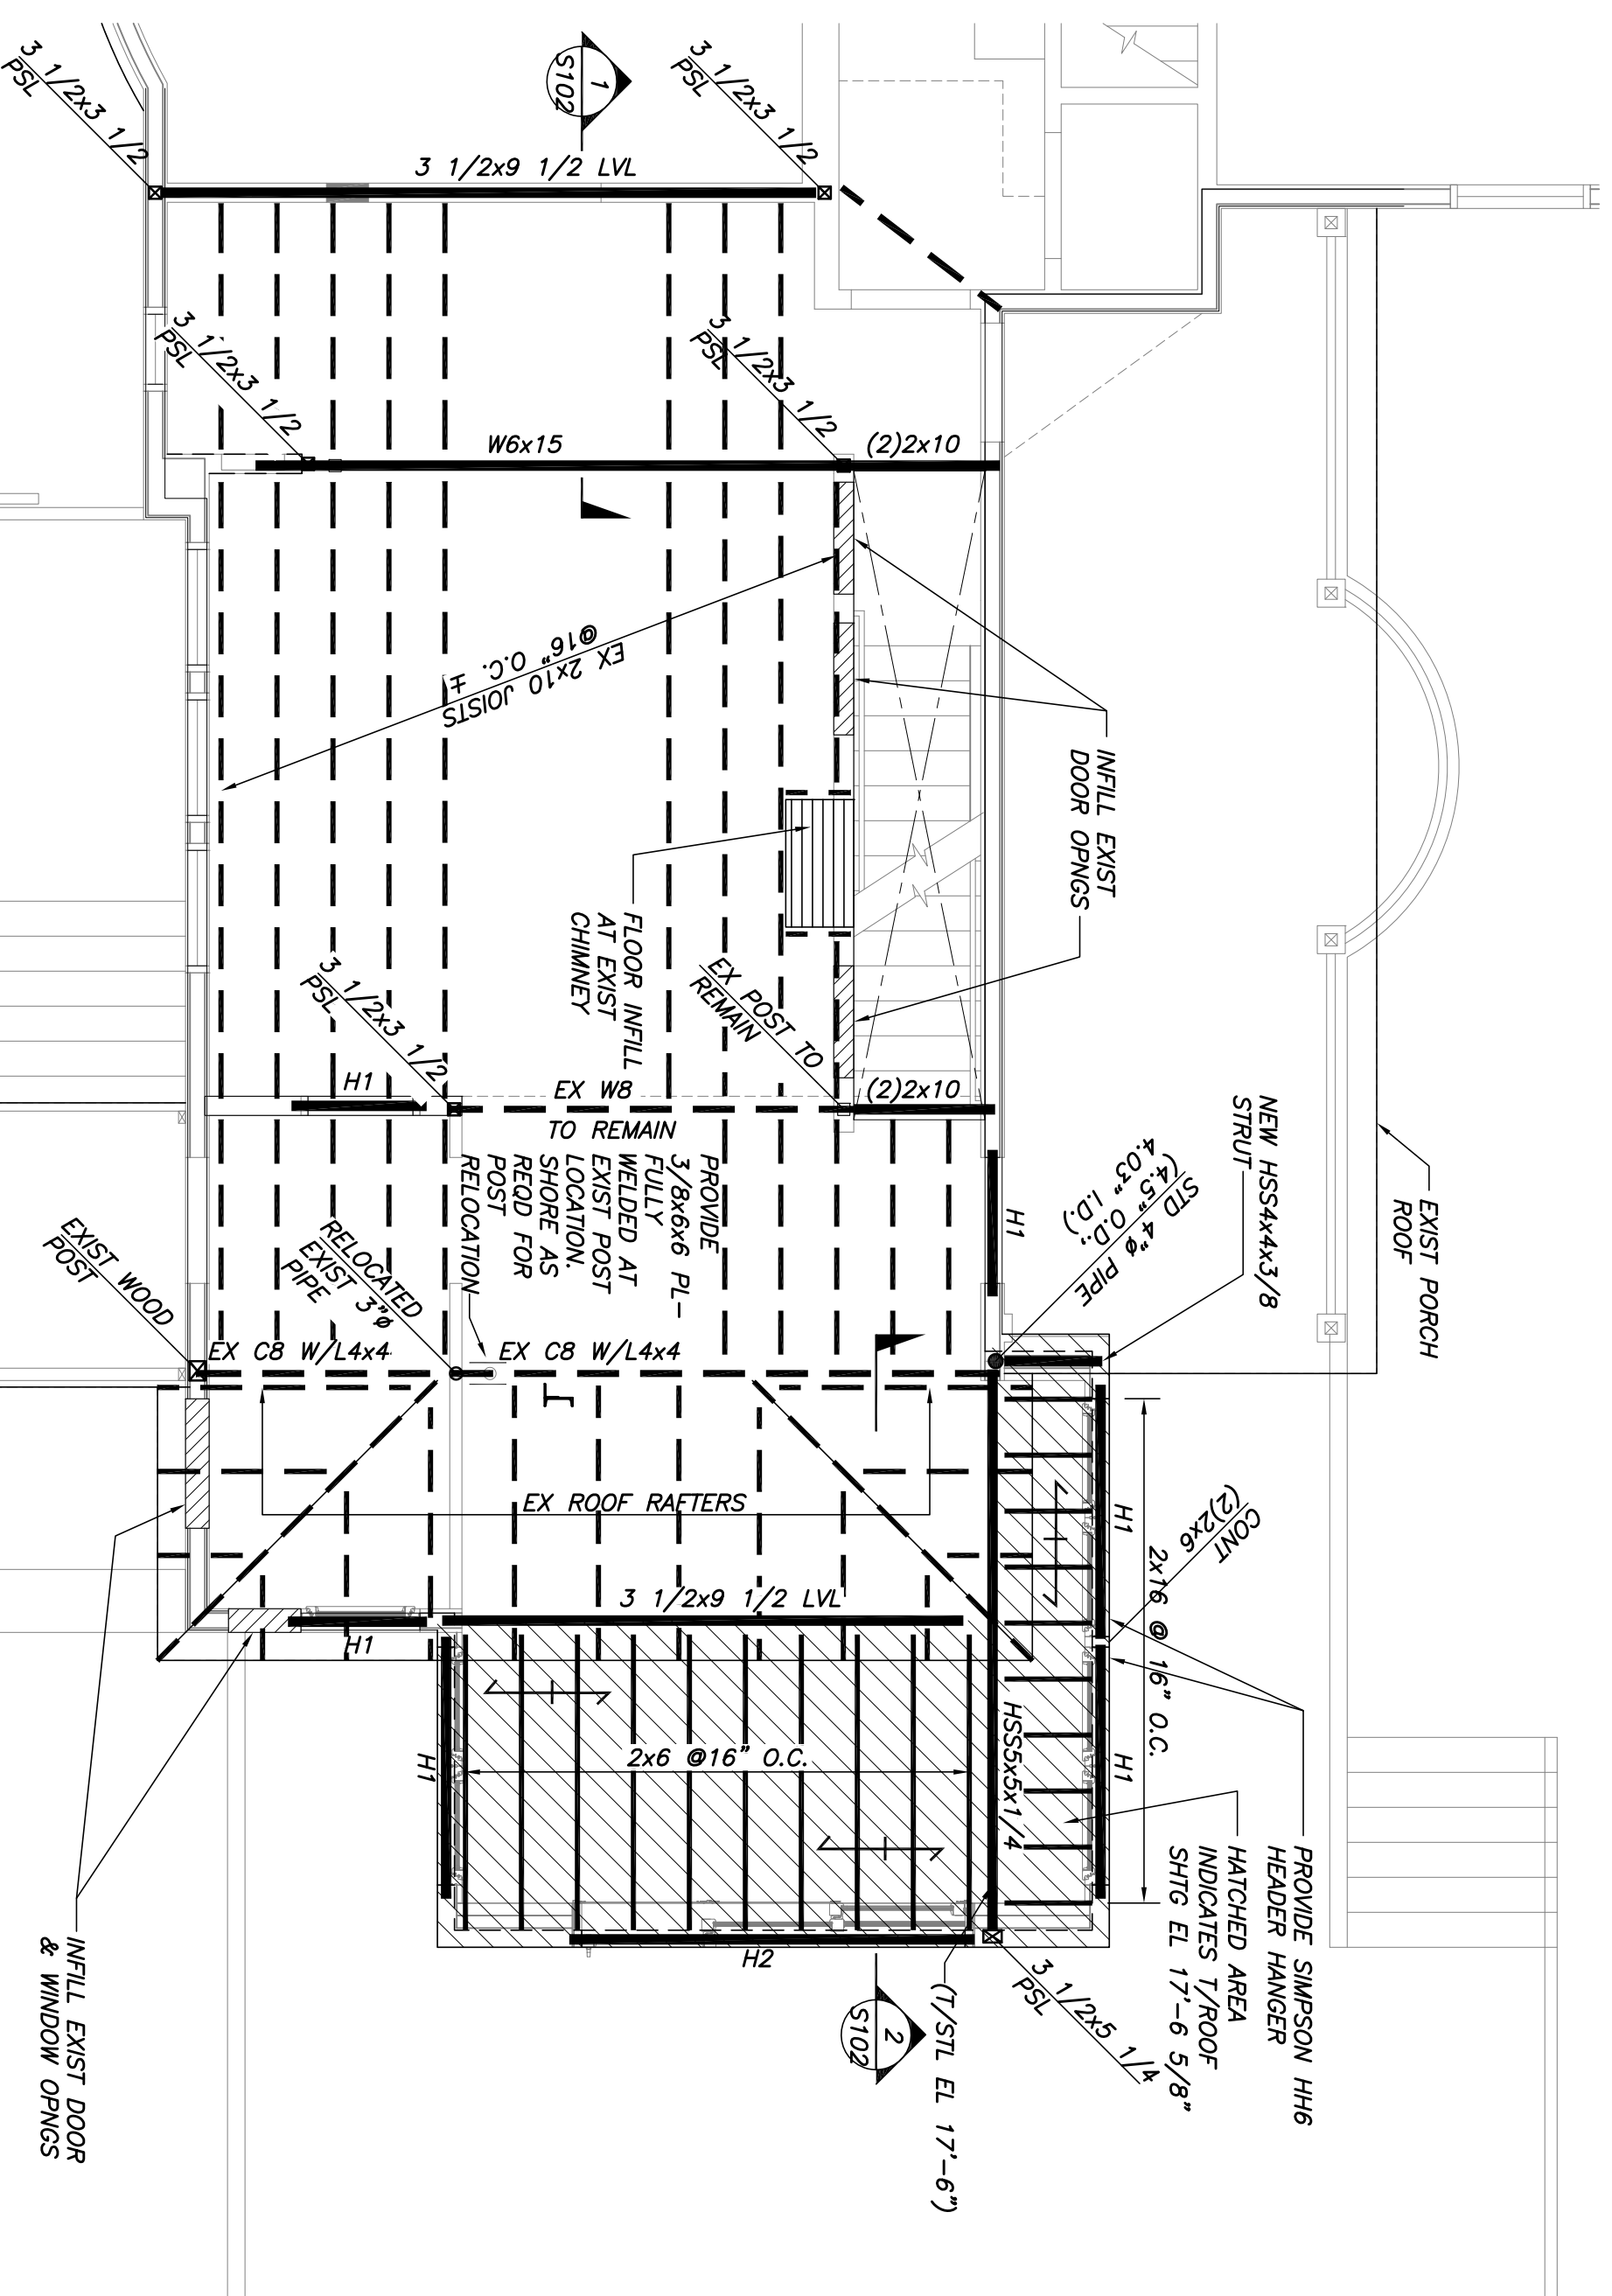 3 1/2x3 1/2
PSL
1
S102
3 1/2x3 1/2
PSL
3 1/2x9 1/2 LVL
3 1/2x3 1/2
PSL
3 1/2x3 1/2
PSL
W6x15
(2)2x10
EX 2x10 JOISTS
@16" O.C. ±
INFILL EXIST
DOOR OPNGS
FLOOR INFILL
AT EXIST
CHIMNEY
3 1/2x3 1/2
PSL
EX POST TO
REMAIN
H1
EX W8
TO REMAIN
(2)2x10
PROVIDE
3/8x6x6 PL-
FULLY
WELDED AT
EXIST POST
LOCATION.
SHORE AS
REQD FOR
POST
RELOCATION
H1
NEW HSS4x4x3/8
STRUT
STD 4"ø PIPE
(4.5" O.D."
4.03" I.D.")
EXIST PORCH
ROOF
EXIST WOOD
POST
RELOCATED
EXIST 3"ø
PIPE
EX C8 W/L4x4
EX C8 W/L4x4
EX ROOF RAFTERS
H1
(2)2x6
CONT
2x16 @ 16" O.C.
H1
3 1/2x9 1/2 LVL
H1
H1
2x6 @16" O.C.
HSS5x5x1/4
H2
PROVIDE SIMPSON HH6
HEADER HANGER
HATCHED AREA
INDICATES T/ROOF
SHTG EL 17'-6 5/8"
3 1/2x5 1/4
PSL
(T/STL EL 17'-6")
2
S102
INFILL EXIST DOOR
& WINDOW OPNGS